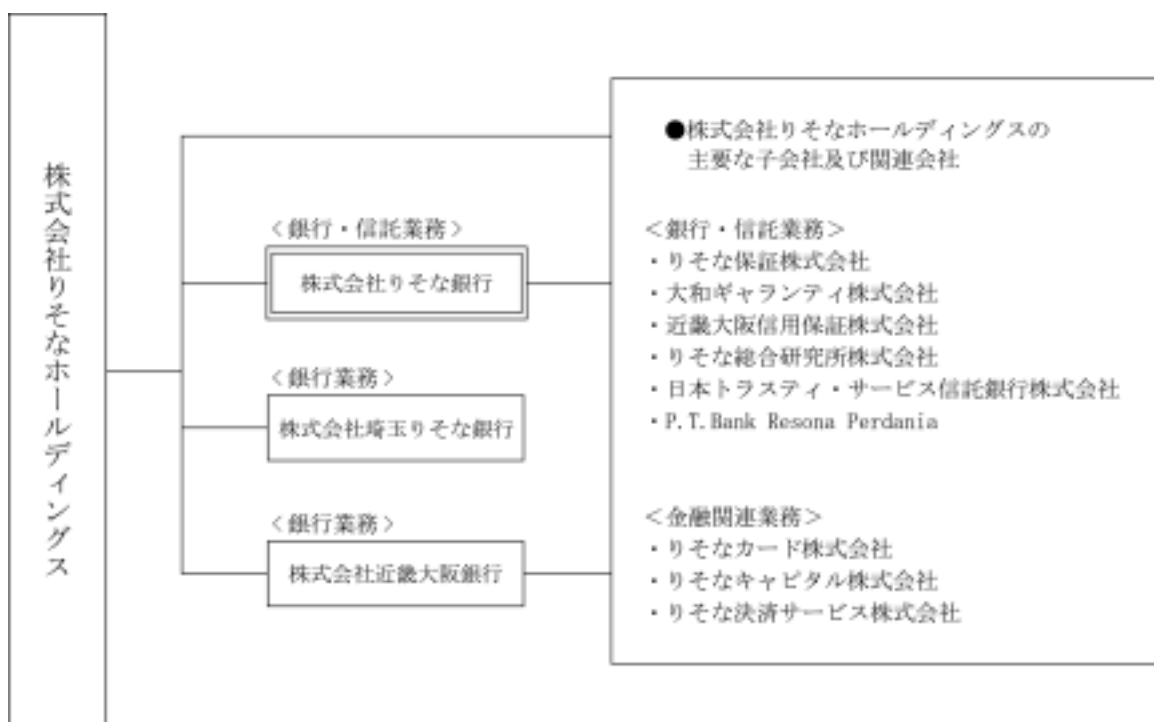 株式会社りそなホールディングス
<銀行・信託業務>
株式会社りそな銀行
<銀行業務>
株式会社埼玉りそな銀行
<銀行業務>
株式会社近畿大阪銀行
●株式会社りそなホールディングスの
主要な子会社及び関連会社
<銀行・信託業務>
・りそな保証株式会社
・大和ギャランティ株式会社
・近畿大阪信用保証株式会社
・りそな総合研究所株式会社
・日本トラスティ・サービス信託銀行株式会社
・P.T.Bank Resona Perdania
<金融関連業務>
・りそなカード株式会社
・りそなキャピタル株式会社
・りそな決済サービス株式会社